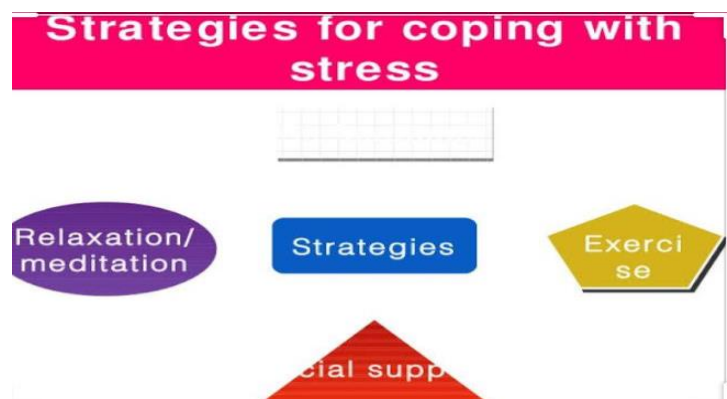 Strategies for coping with
stress
Relaxation/
meditation
Strategies
Exerci
se
cial supp